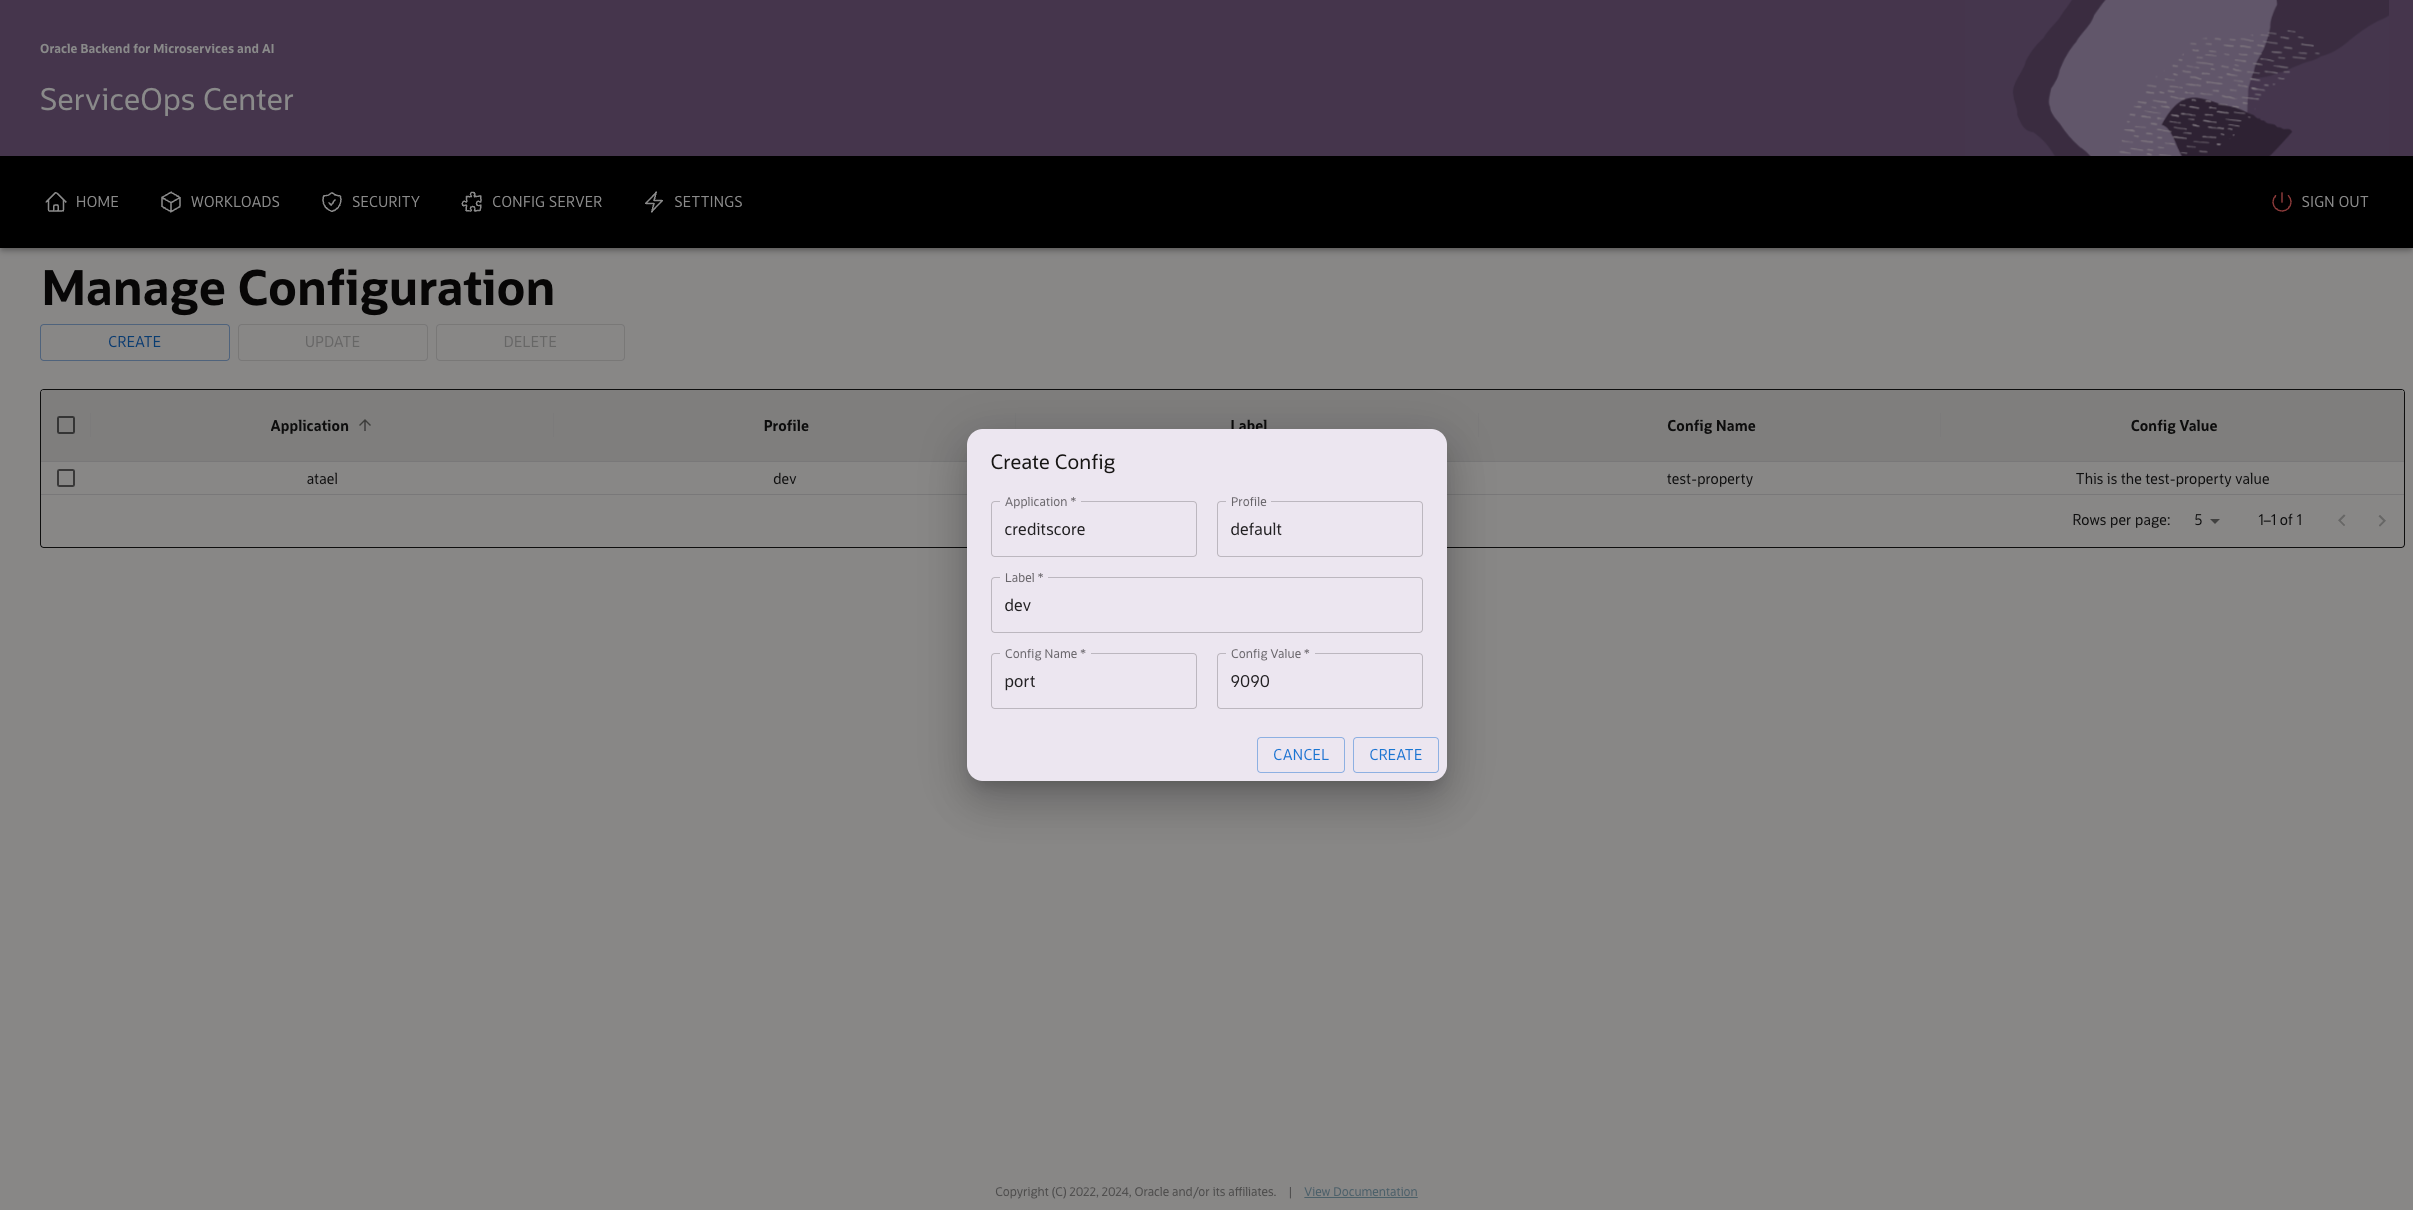 Oracle Backend for Microservices and AI
ServiceOps Center
HOME WORKLOADS SECURITY CONFIG SERVER SETTINGS SIGN OUT
Manage Configuration
CREATE UPDATE DELETE
Application Profile Label Config Name Config Value
atael dev test-property This is the test-property value
Rows per page: 5 1–1 of 1
Create Config
Application * Profile
creditscore default
Label *
dev
Config Name * Config Value *
port 9090
CANCEL CREATE
Copyright (C) 2022, 2024, Oracle and/or its affiliates. | View Documentation